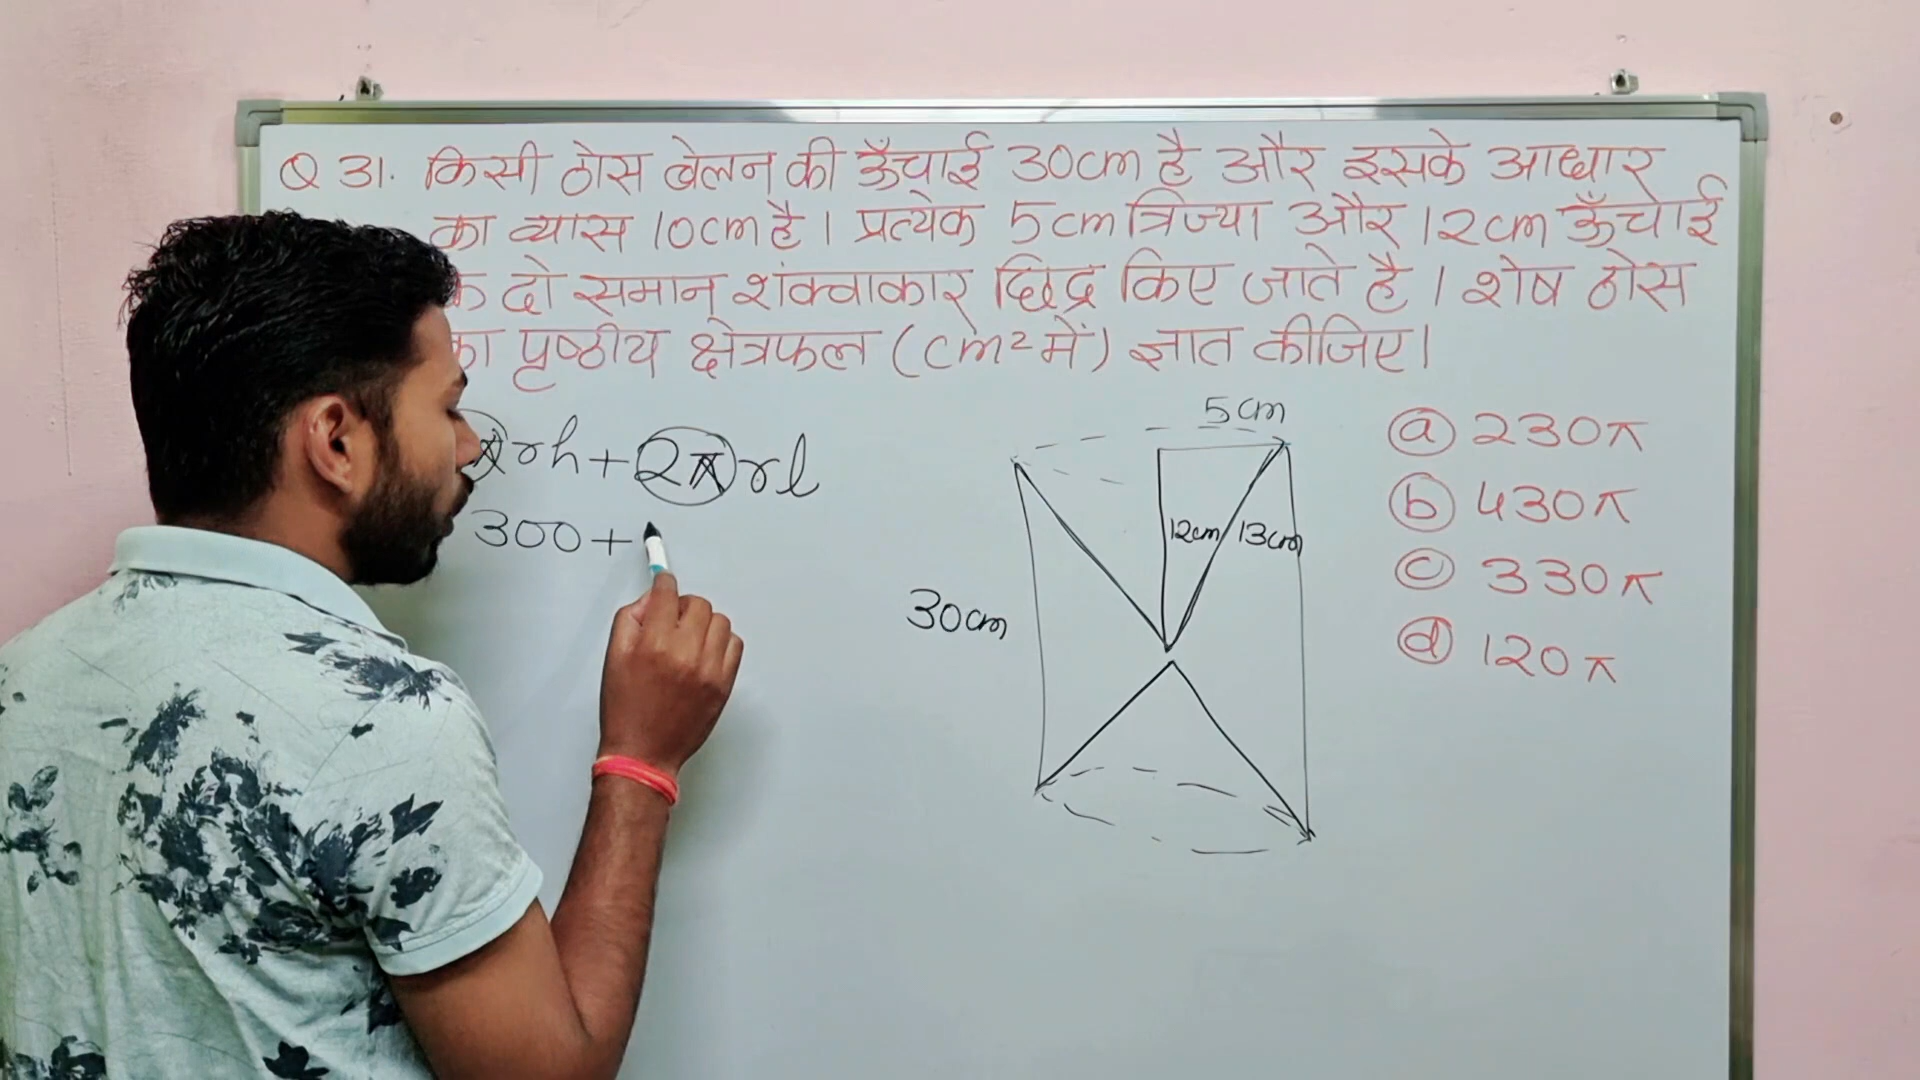 Q 31. किसी ठोस बेलन की ऊँचाई 30cm है और इसके आधार
का व्यास 10cm है। प्रत्येक 5cm त्रिज्या और 12cm ऊँचाई
के दो समान शंक्वाकार छिद्र किए जाते है। शेष ठोस
का पृष्ठीय क्षेत्रफल (cm² में) ज्ञात कीजिए।
πrh + 2πrl
300 +
5cm
12cm
13cm
30cm
ⓐ 230π
ⓑ 430π
ⓒ 330π
ⓓ 120π